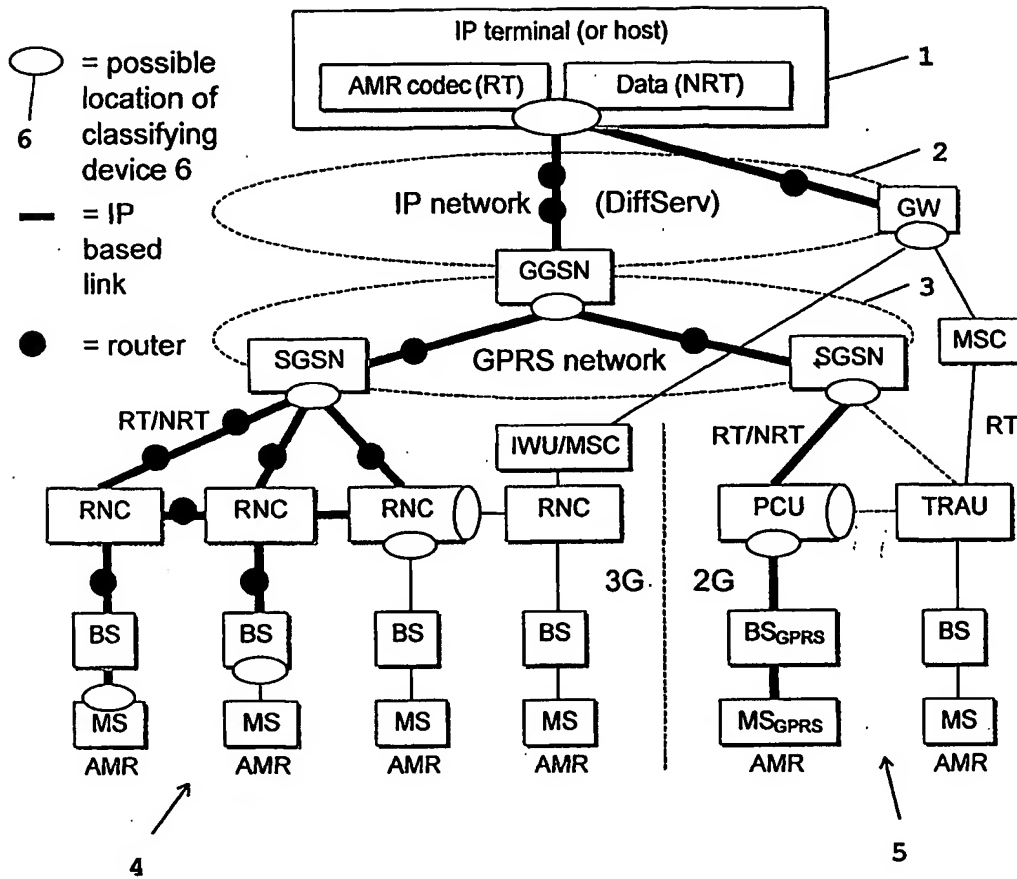 IP terminal (or host)
AMR codec (RT)
Data (NRT)
1
= possible
location of
classifying
device 6
6
= IP
based
link
= router
2
IP network
(DiffServ)
GW
GGSN
3
SGSN
GPRS network
SGSN
MSC
RT/NRT
IWU/MSC
RT/NRT
RT
RNC
RNC
RNC
RNC
PCU
TRAU
3G
2G
BS
BS
BS
BS
BSGPRS
BS
MS
MS
MS
MS
MSGPRS
MS
AMR
AMR
AMR
AMR
AMR
AMR
4
5